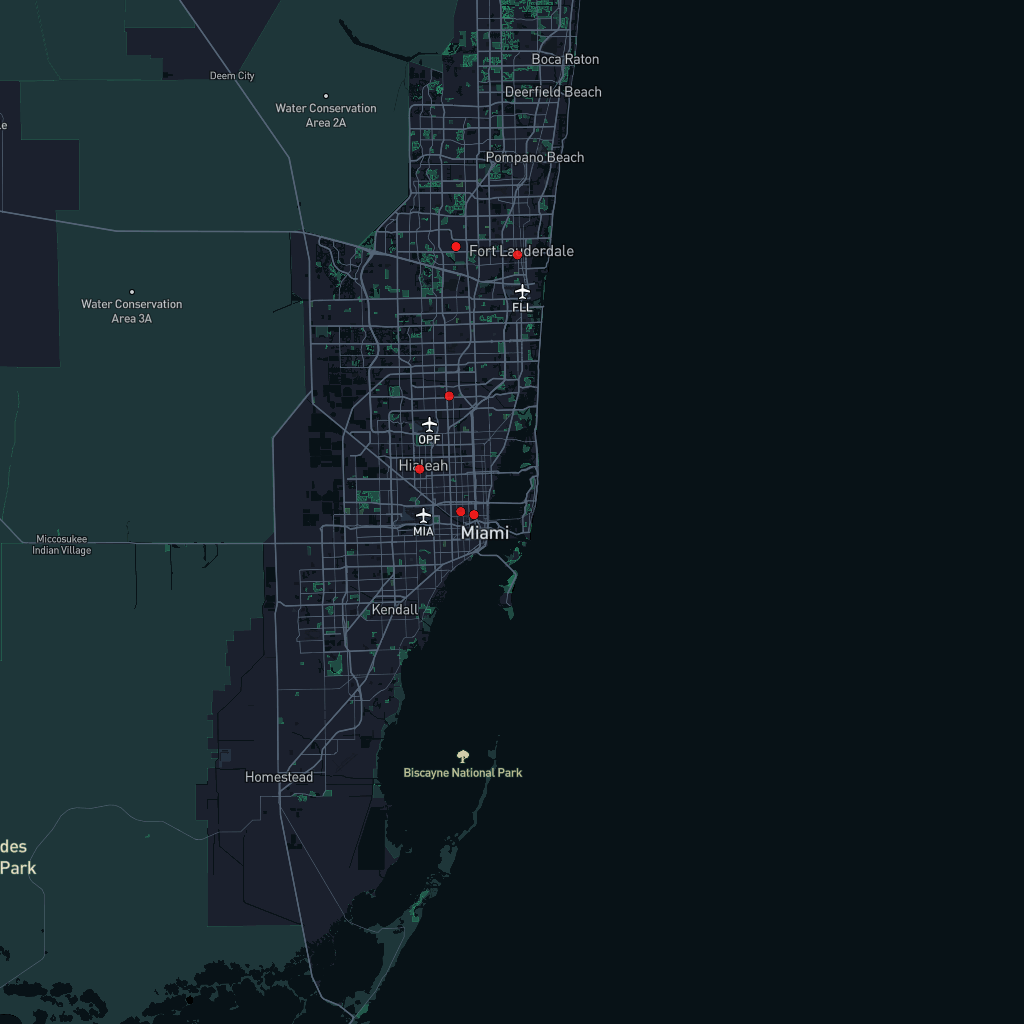 Boca Raton
Deem City
Deerfield Beach
Water Conservation
Area 2A
Pompano Beach
Fort Lauderdale
Water Conservation
Area 3A
FLL
OPF
Hialeah
MIA
Miami
Miccosukee
Indian Village
Kendall
Biscayne National Park
Homestead
des
Park